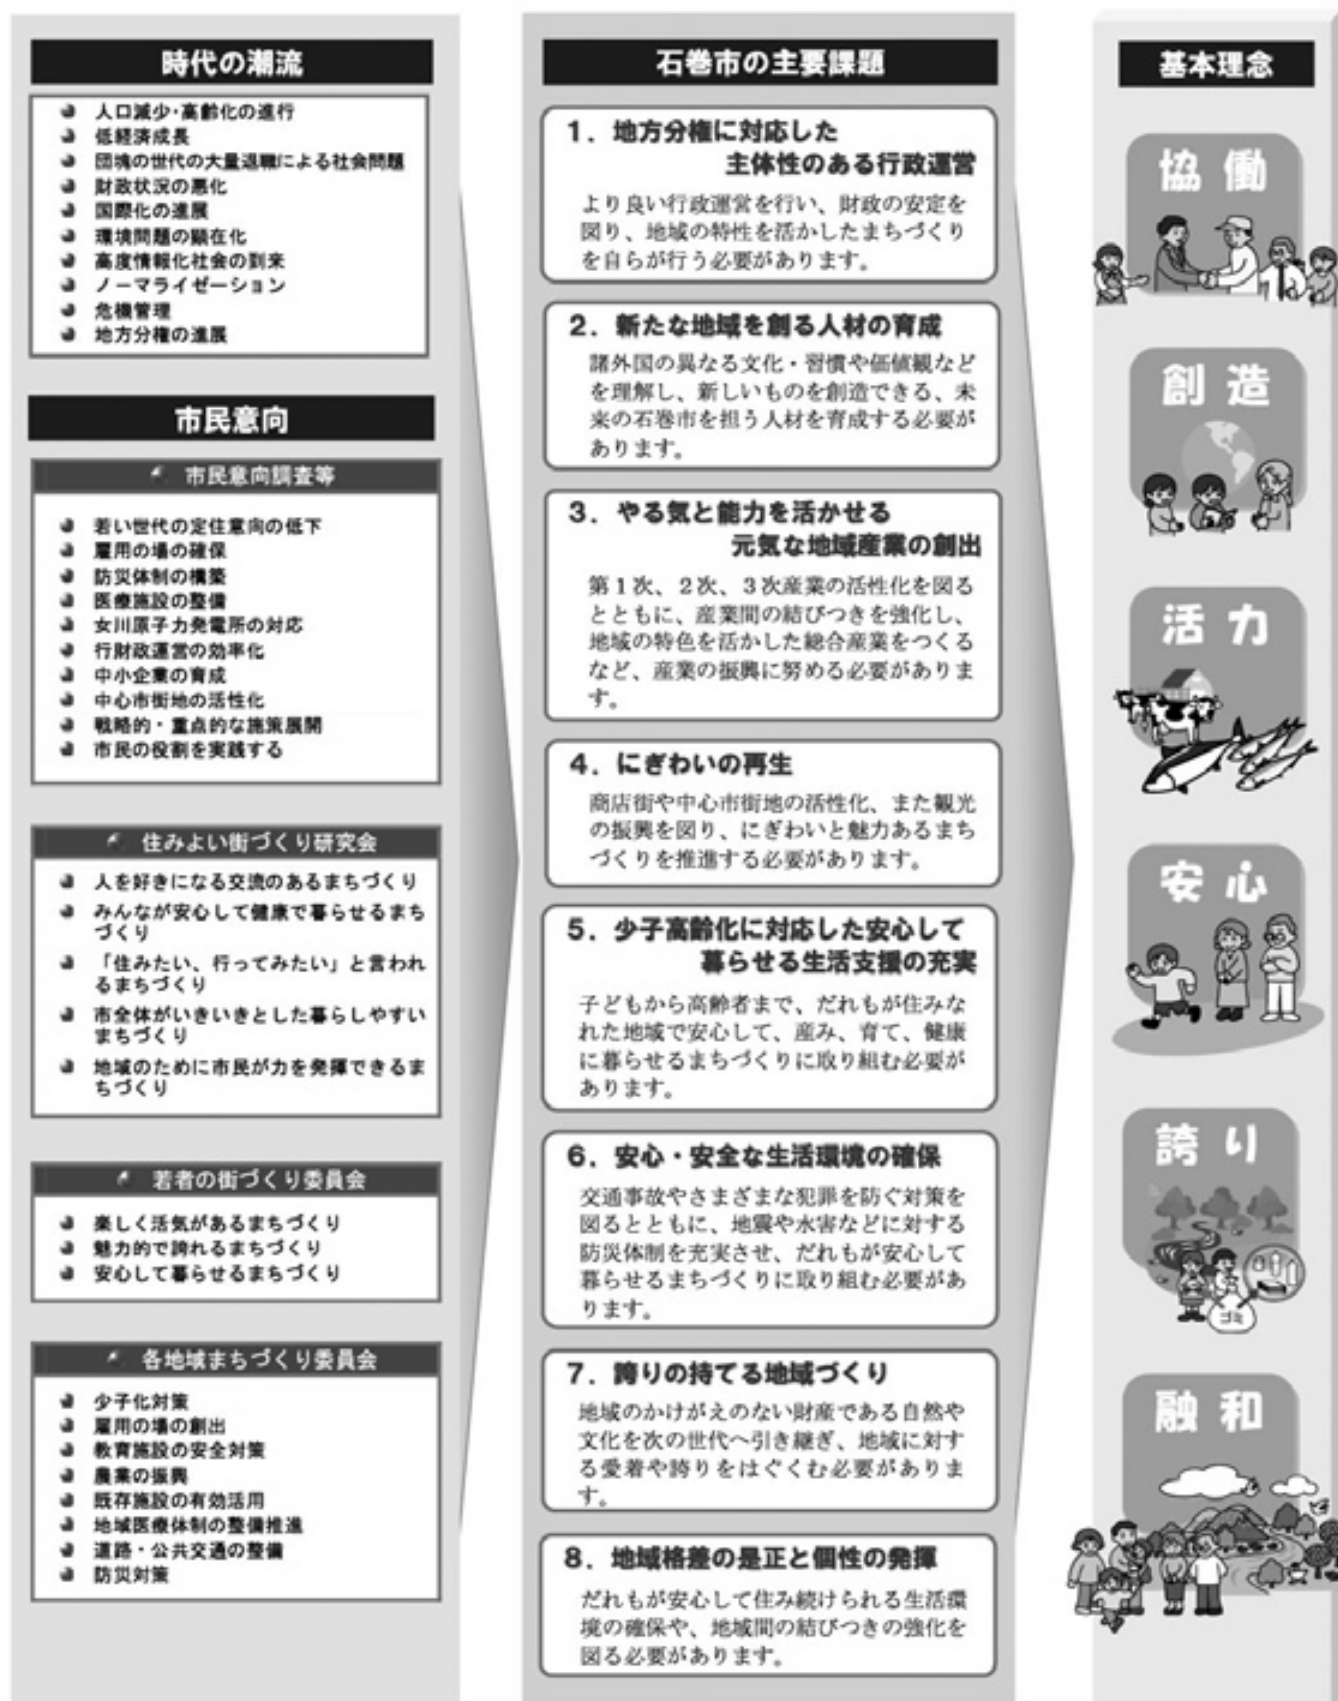 時代の潮流
人口減少・高齢化の進行
低経済成長
団塊の世代の大量退職による社会問題
財政状況の悪化
国際化の進展
環境問題の顕在化
高度情報化社会の到来
ノーマライゼーション
危機管理
地方分権の進展
市民意向
市民意向調査等
若い世代の定住意向の低下
雇用の場の確保
防災体制の構築
医療施設の整備
女川原子力発電所の対応
行財政運営の効率化
中小企業の育成
中心市街地の活性化
戦略的・重点的な施策展開
市民の役割を実践する
住みよい街づくり研究会
人を好きになる交流のあるまちづくり
みんなが安心して健康で暮らせるまち
づくり
「住みたい、行ってみたい」と言われ
るまちづくり
市全体がいきいきとした暮らしやすい
まちづくり
地域のために市民が力を発揮できるま
ちづくり
若者の街づくり委員会
楽しく活気があるまちづくり
魅力的で誇れるまちづくり
安心して暮らせるまちづくり
各地域まちづくり委員会
少子化対策
雇用の場の創出
教育施設の安全対策
農業の振興
既存施設の有効活用
地域医療体制の整備推進
道路・公共交通の整備
防災対策
石巻市の主要課題
1．地方分権に対応した
主体性のある行政運営
より良い行政運営を行い、財政の安定を
図り、地域の特性を活かしたまちづくり
を自らが行う必要があります。
2．新たな地域を創る人材の育成
諸外国の異なる文化・習慣や価値観など
を理解し、新しいものを創造できる、未
来の石巻市を担う人材を育成する必要が
あります。
3．やる気と能力を活かせる
元気な地域産業の創出
第1次、2次、3次産業の活性化を図る
とともに、産業間の結びつきを強化し、
地域の特色を活かした総合産業をつくる
など、産業の振興に努める必要がありま
す。
4．にぎわいの再生
商店街や中心市街地の活性化、また観光
の振興を図り、にぎわいと魅力あるまち
づくりを推進する必要があります。
5．少子高齢化に対応した安心して
暮らせる生活支援の充実
子どもから高齢者まで、だれもが住みな
れた地域で安心して、産み、育て、健康
に暮らせるまちづくりに取り組む必要が
あります。
6．安心・安全な生活環境の確保
交通事故やさまざまな犯罪を防ぐ対策を
図るとともに、地震や水害などに対する
防災体制を充実させ、だれもが安心して
暮らせるまちづくりに取り組む必要があ
ります。
7．誇りの持てる地域づくり
地域のかけがえのない財産である自然や
文化を次の世代へ引き継ぎ、地域に対す
る愛着や誇りをはぐくむ必要がありま
す。
8．地域格差の是正と個性の発揮
だれもが安心して住み続けられる生活環
境の確保や、地域間の結びつきの強化を
図る必要があります。
基本理念
協働
創造
活力
安心
誇り
ゴミ
融和